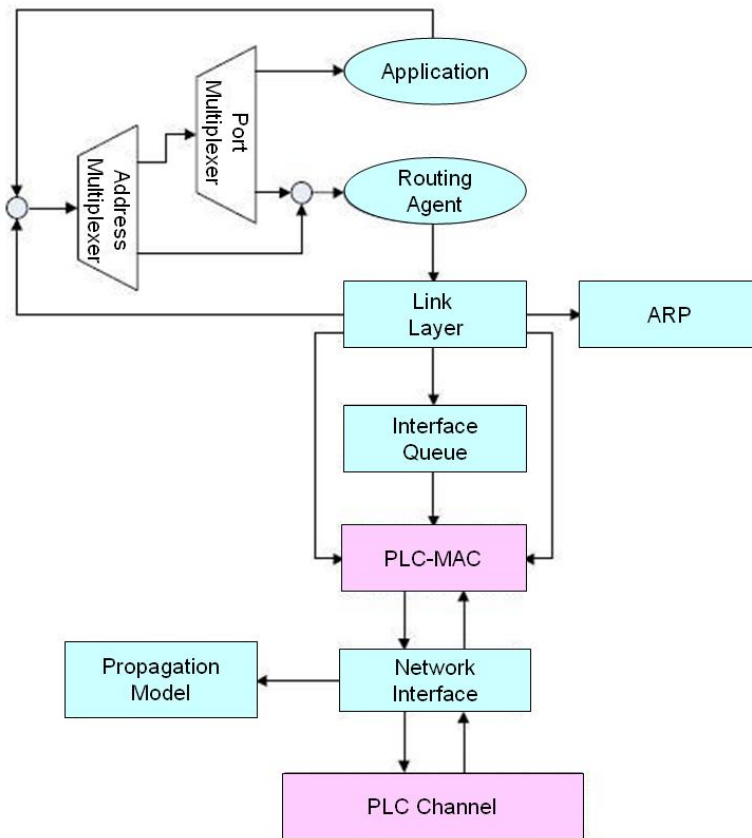 Application
Port
Multiplexer
Address
Multiplexer
Routing
Agent
Link
Layer
ARP
Interface
Queue
PLC-MAC
Propagation
Model
Network
Interface
PLC Channel